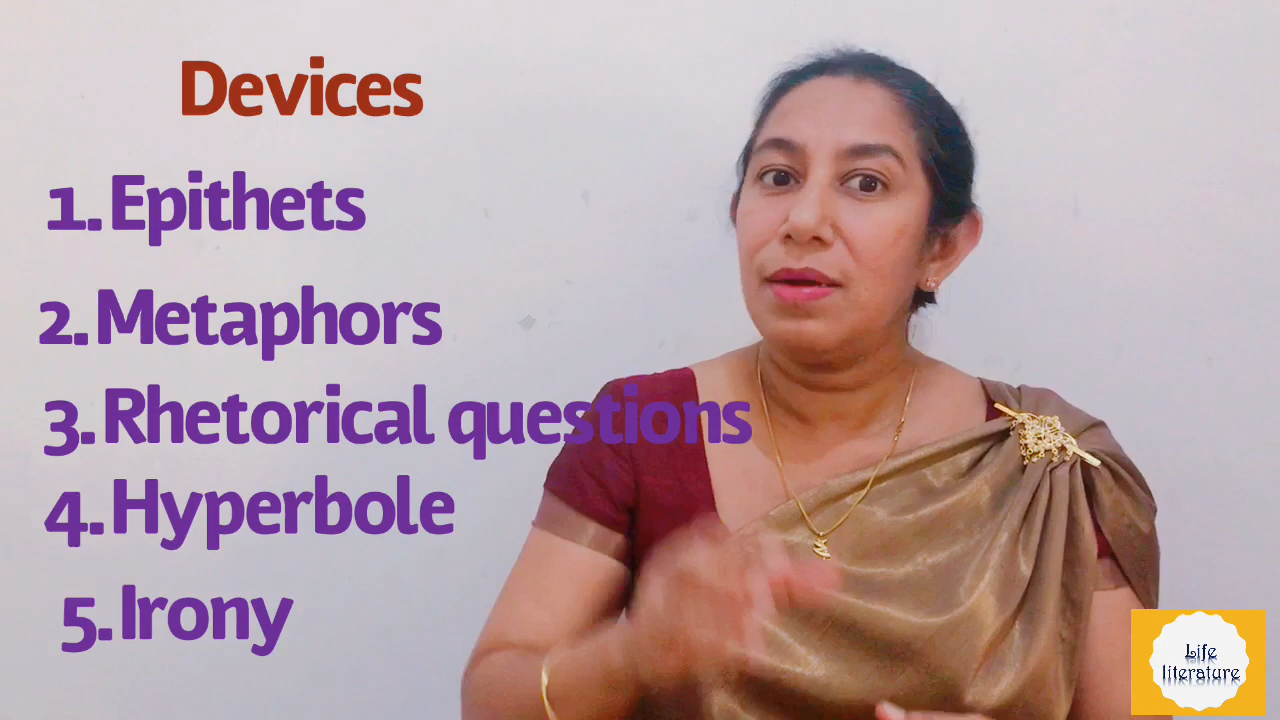 Devices
1. Epithets
2. Metaphors
3. Rhetorical questions
4. Hyperbole
5. Irony
Life
literature